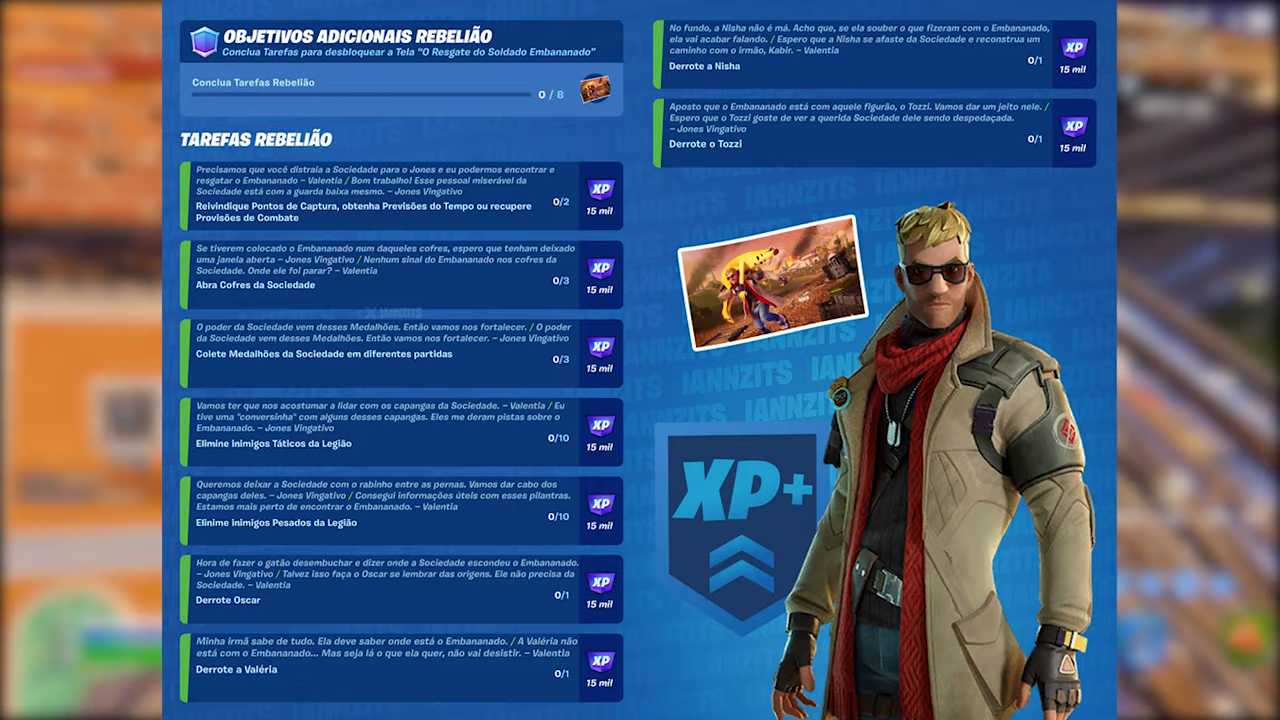 OBJETIVOS ADICIONAIS REBELIÃO
Conclua Tarefas para desbloquear a Tela “O Resgate do Soldado Embananado”
Conclua Tarefas Rebelião
0 / 8
TAREFAS REBELIÃO
Precisamos que você distraia a Sociedade para o Jones e eu podermos encontrar e
resgatar o Embananado – Valentia / Bom trabalho! Esse pessoal miserável da
Sociedade está com a guarda baixa mesmo. – Jones Vingativo
Reivindique Pontos de Captura, obtenha Previsões do Tempo ou recupere
Provisões de Combate
0/2
XP
15 mil
Se tiverem colocado o Embananado num daqueles cofres, espero que tenham deixado
uma janela aberta – Jones Vingativo / Nenhum sinal do Embananado nos cofres da
Sociedade. Onde ele foi parar? – Valentia
Abra Cofres da Sociedade
0/3
XP
15 mil
X IANNZITS
O poder da Sociedade vem desses Medalhões. Então vamos nos fortalecer. / O poder
da Sociedade vem desses Medalhões. Então vamos nos fortalecer. – Jones Vingativo
Colete Medalhões da Sociedade em diferentes partidas
0/3
XP
15 mil
Vamos ter que nos acostumar a lidar com os capangas da Sociedade. – Valentia / Eu
tive uma "conversinha" com alguns desses capangas. Eles me deram pistas sobre o
Embananado. – Jones Vingativo
Elimine inimigos Táticos da Legião
0/10
XP
15 mil
Queremos deixar a Sociedade com o rabinho entre as pernas. Vamos dar cabo dos
capangas deles. – Jones Vingativo / Consegui informações úteis com esses pilantras.
Estamos mais perto de encontrar o Embananado. – Valentia
Elinine inimigos Pesados da Legião
0/10
XP
15 mil
Hora de fazer o gatão desembuchar e dizer onde a Sociedade escondeu o Embananado.
– Jones Vingativo / Talvez isso faça o Oscar se lembrar das origens. Ele não precisa da
Sociedade. – Valentia
Derrote Oscar
0/1
XP
15 mil
Minha irmã sabe de tudo. Ela deve saber onde está o Embananado. / A Valéria não
está com o Embananado... Mas seja lá o que ela quer, não vai desistir. – Valentia
Derrote a Valéria
0/1
XP
15 mil
No fundo, a Nisha não é má. Acho que, se ela souber o que fizeram com o Embananado,
ela vai acabar falando. / Espero que a Nisha se afaste da Sociedade e reconstrua um
caminho com o irmão, Kabir. – Valentia
Derrote a Nisha
0/1
XP
15 mil
Aposto que o Embananado está com aquele figurão, o Tozzi. Vamos dar um jeito nele. /
Espero que o Tozzi goste de ver a querida Sociedade dele sendo despedaçada.
– Jones Vingativo
Derrote o Tozzi
0/1
XP
15 mil
IANNZITS
IANNZITS
XP+